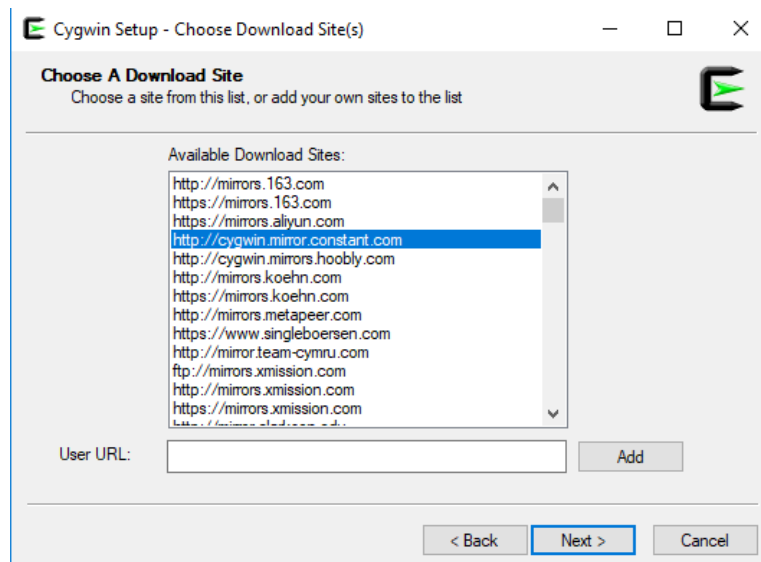 Cygwin Setup - Choose Download Site(s)
Choose A Download Site
Choose a site from this list, or add your own sites to the list
Available Download Sites:
http://mirrors.163.com
https://mirrors.163.com
https://mirrors.aliyun.com
http://cygwin.mirror.constant.com
http://cygwin.mirrors.hoobly.com
http://mirrors.koehn.com
https://mirrors.koehn.com
http://mirrors.metapeer.com
https://www.singleboersen.com
http://mirror.team-cymru.com
ftp://mirrors.xmission.com
http://mirrors.xmission.com
https://mirrors.xmission.com
User URL:
Add
< Back
Next >
Cancel